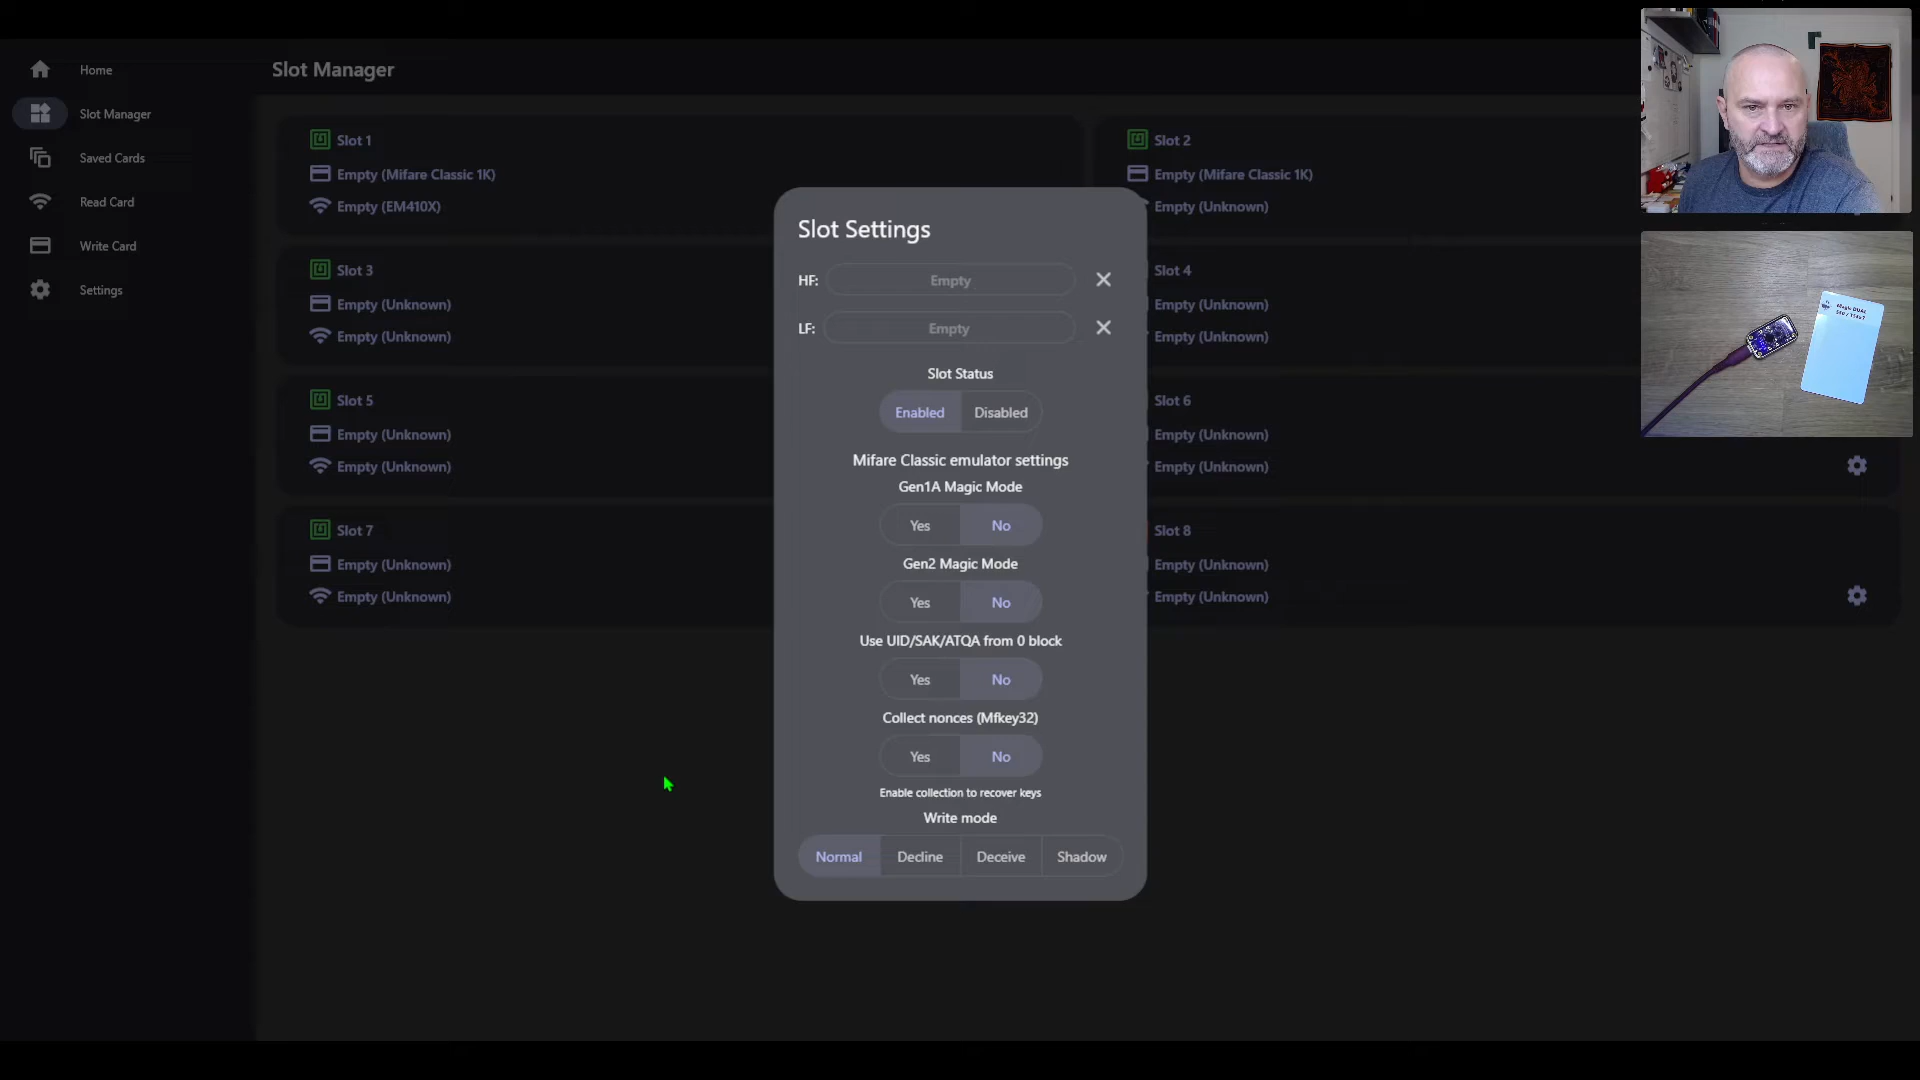 Home
Slot Manager
Saved Cards
Read Card
Write Card
Settings
Slot Manager
Slot 1
Empty (Mifare Classic 1K)
Empty (EM410X)
Slot 2
Empty (Mifare Classic 1K)
Empty (Unknown)
Slot 3
Empty (Unknown)
Empty (Unknown)
Slot 4
Empty (Unknown)
Empty (Unknown)
Slot 5
Empty (Unknown)
Empty (Unknown)
Slot 6
Empty (Unknown)
Empty (Unknown)
Slot 7
Empty (Unknown)
Empty (Unknown)
Slot 8
Empty (Unknown)
Empty (Unknown)
Slot Settings
HF: Empty
LF: Empty
Slot Status
Enabled Disabled
Mifare Classic emulator settings
Gen1A Magic Mode
Yes No
Gen2 Magic Mode
Yes No
Use UID/SAK/ATQA from 0 block
Yes No
Collect nonces (Mfkey32)
Yes No
Enable collection to recover keys
Write mode
Normal Decline Deceive Shadow
Magic DUAL